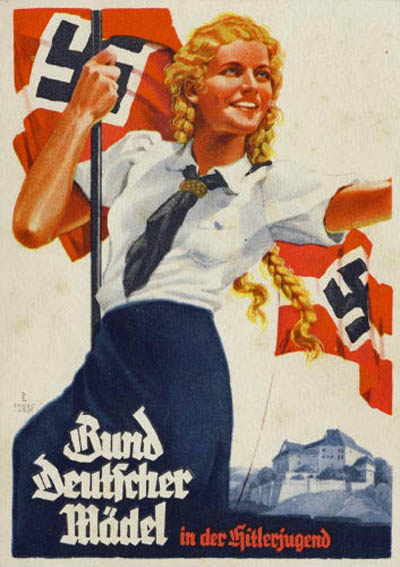 Bund
Deutscher
Mädel in der Hitlerjugend